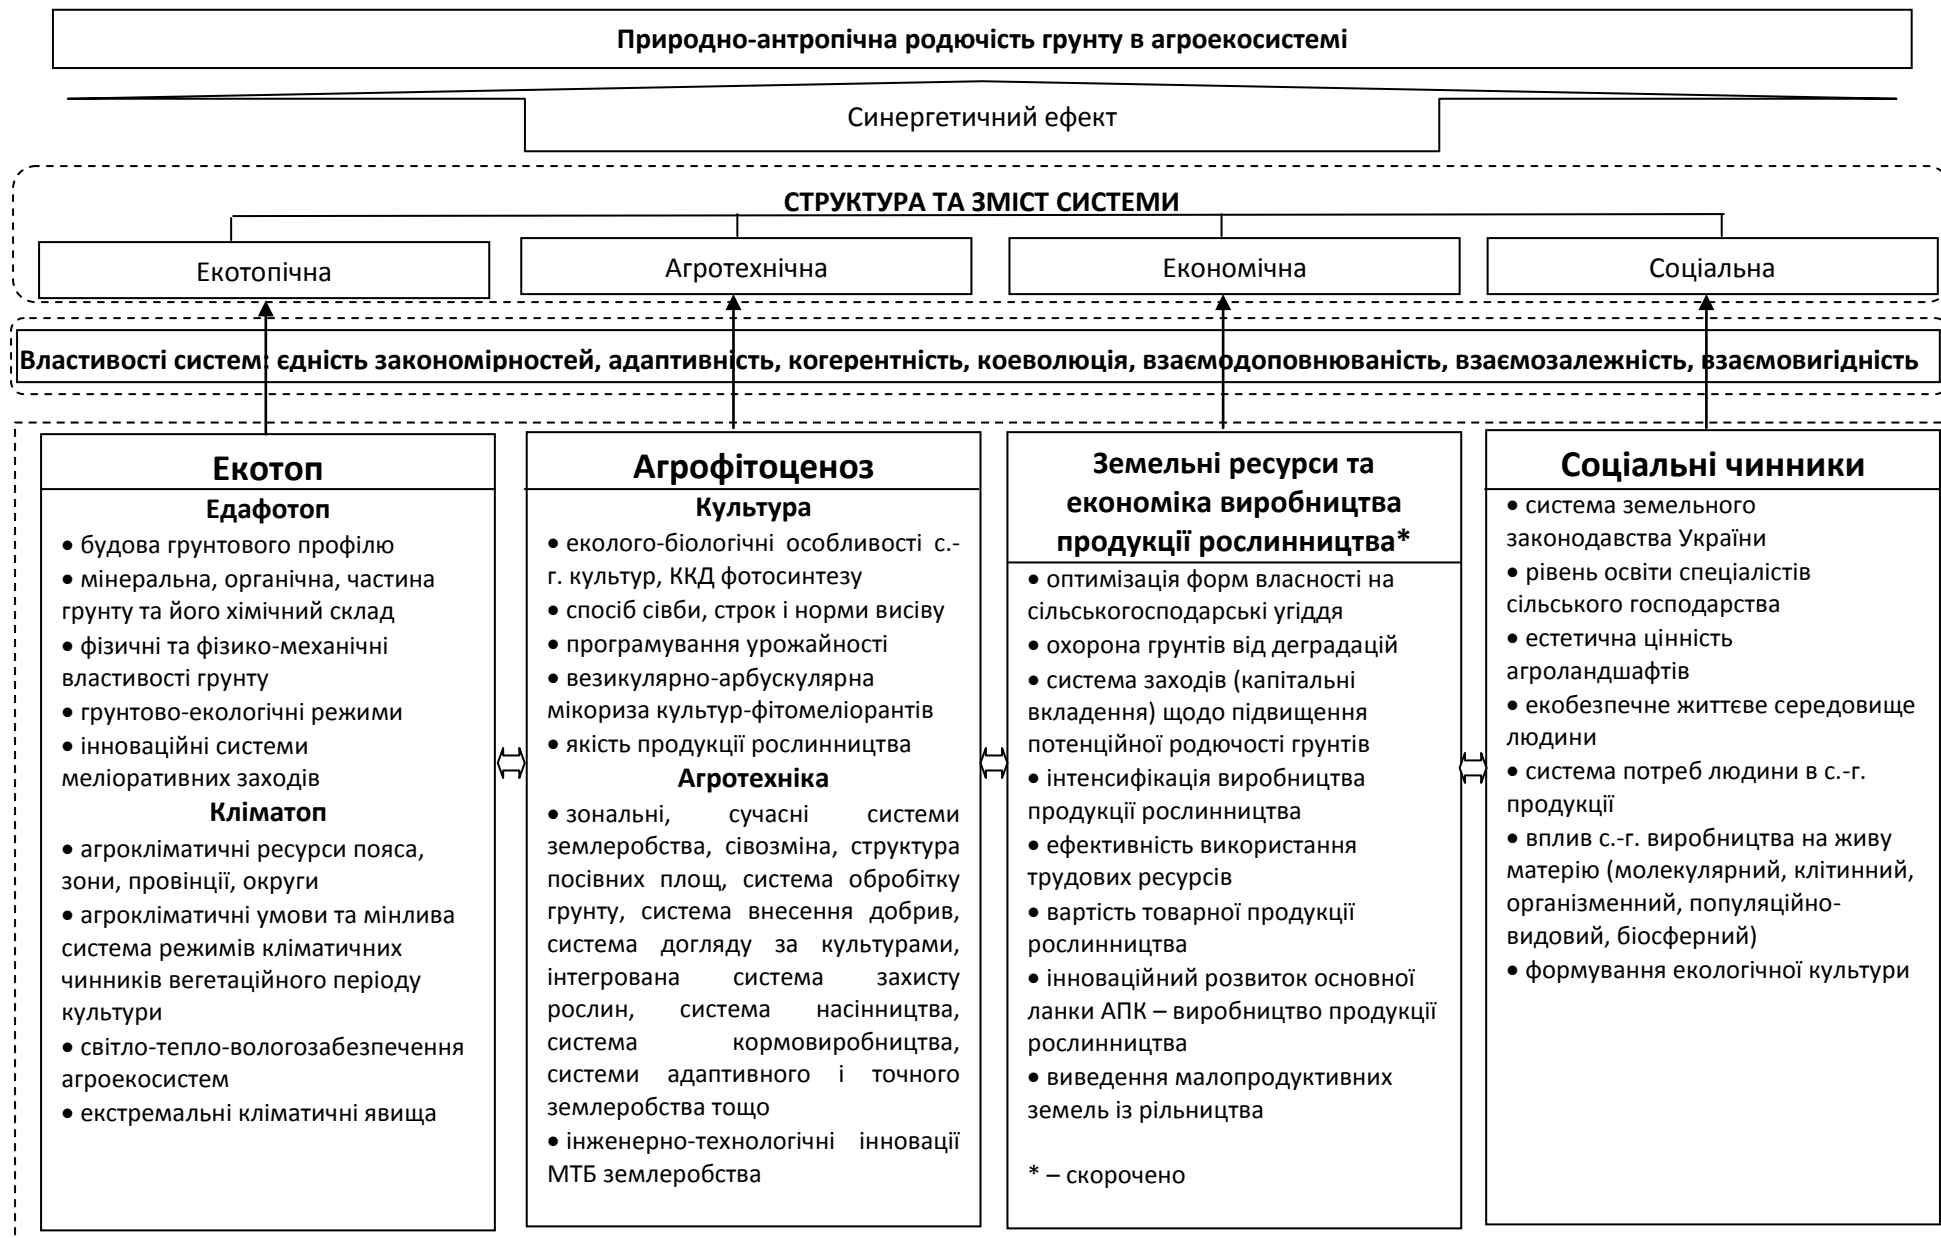 Природно-антропічна родючість грунту в агроекосистемі
Синергетичний ефект
СТРУКТУРА ТА ЗМІСТ СИСТЕМИ
Екотопічна
Агротехнічна
Економічна
Соціальна
Властивості систем: єдність закономірностей, адаптивність, когерентність, коеволюція, взаємодоповнюваність, взаємозалежність, взаємовигідність
Екотоп
Едафотоп
• будова грунтового профілю
• мінеральна, органічна, частина
грунту та його хімічний склад
• фізичні та фізико-механічні
властивості грунту
• грунтово-екологічні режими
• інноваційні системи
меліоративних заходів
Кліматоп
• агрокліматичні ресурси пояса,
зони, провінції, округи
• агрокліматичні умови та мінлива
система режимів кліматичних
чинників вегетаційного періоду
культури
• світло-тепло-вологозабезпечення
агроекосистем
• екстремальні кліматичні явища
Агрофітоценоз
Культура
• еколого-біологічні особливості с.-
г. культур, ККД фотосинтезу
• спосіб сівби, строк і норми висіву
• програмування урожайності
• везикулярно-арбускулярна
мікориза культур-фітомеліорантів
• якість продукції рослинництва
Агротехніка
• зональні, сучасні системи
землеробства, сівозміна, структура
посівних площ, система обробітку
грунту, система внесення добрив,
система догляду за культурами,
інтегрована система захисту
рослин, система насінництва,
система кормовиробництва,
системи адаптивного і точного
землеробства тощо
• інженерно-технологічні інновації
МТБ землеробства
Земельні ресурси та
економіка виробництва
продукції рослинництва*
• оптимізація форм власності на
сільськогосподарські угіддя
• охорона грунтів від деградацій
• система заходів (капітальні
вкладення) щодо підвищення
потенційної родючості грунтів
• інтенсифікація виробництва
продукції рослинництва
• ефективність використання
трудових ресурсів
• вартість товарної продукції
рослинництва
• інноваційний розвиток основної
ланки АПК – виробництво продукції
рослинництва
• виведення малопродуктивних
земель із рільництва
* – скорочено
Соціальні чинники
• система земельного
законодавства України
• рівень освіти спеціалістів
сільського господарства
• естетична цінність
агроландшафтів
• екобезпечне життєве середовище
людини
• система потреб людини в с.-г.
продукції
• вплив с.-г. виробництва на живу
матерію (молекулярний, клітинний,
організменний, популяційно-
видовий, біосферний)
• формування екологічної культури